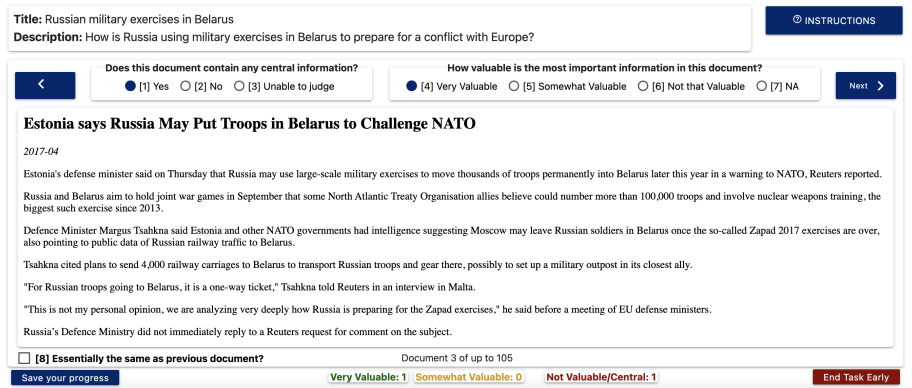 Title: Russian military exercises in Belarus
Description: How is Russia using military exercises in Belarus to prepare for a conflict with Europe?
INSTRUCTIONS
Does this document contain any central information?
[1] Yes [2] No [3] Unable to judge
How valuable is the most important information in this document?
[4] Very Valuable [5] Somewhat Valuable [6] Not that Valuable [7] NA
Next
Estonia says Russia May Put Troops in Belarus to Challenge NATO
2017-04
Estonia's defense minister said on Thursday that Russia may use large-scale military exercises to move thousands of troops permanently into Belarus later this year in a warning to NATO, Reuters reported.
Russia and Belarus aim to hold joint war games in September that some North Atlantic Treaty Organisation allies believe could number more than 100,000 troops and involve nuclear weapons training, the
biggest such exercise since 2013.
Defence Minister Margus Tsahkna said Estonia and other NATO governments had intelligence suggesting Moscow may leave Russian soldiers in Belarus once the so-called Zapad 2017 exercises are over,
also pointing to public data of Russian railway traffic to Belarus.
Tsahkna cited plans to send 4,000 railway carriages to Belarus to transport Russian troops and gear there, possibly to set up a military outpost in its closest ally.
"For Russian troops going to Belarus, it is a one-way ticket," Tsahkna told Reuters in an interview in Malta.
"This is not my personal opinion, we are analyzing very deeply how Russia is preparing for the Zapad exercises," he said before a meeting of EU defense ministers.
Russia's Defence Ministry did not immediately reply to a Reuters request for comment on the subject.
[8] Essentially the same as previous document?
Document 3 of up to 105
Save your progress
Very Valuable: 1 Somewhat Valuable: 0 Not Valuable/Central: 1
End Task Early